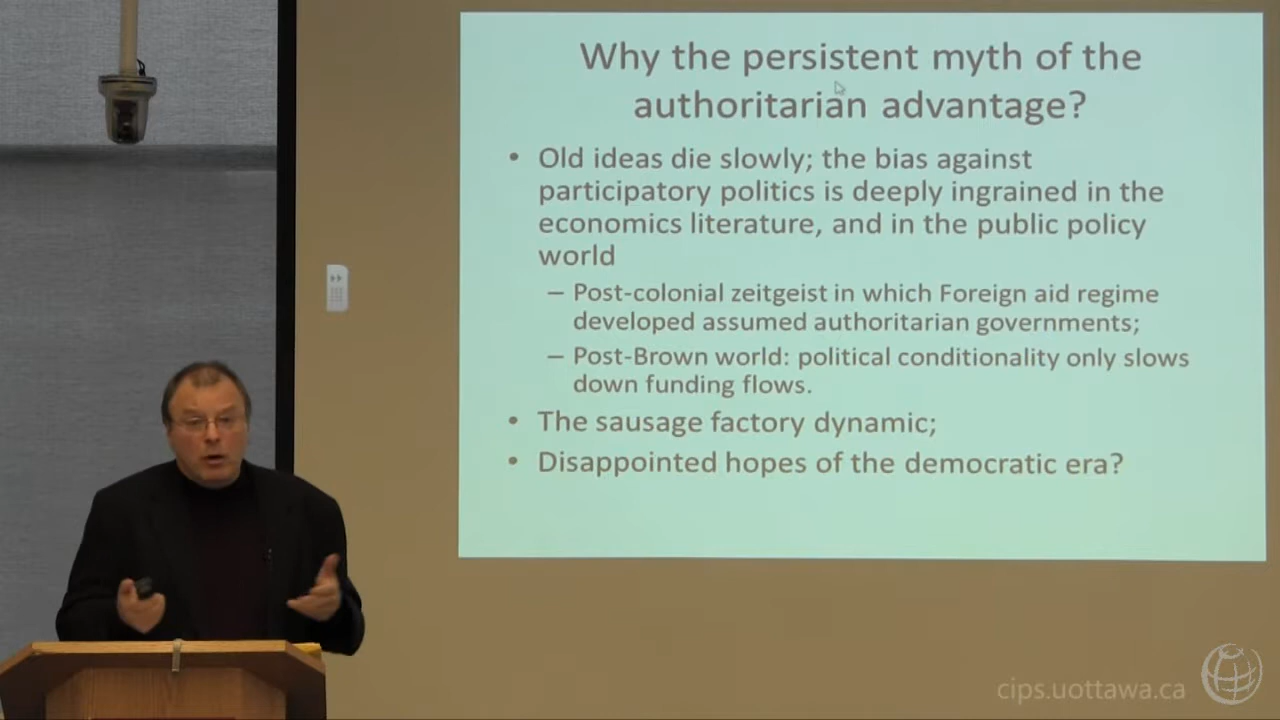 Why the persistent myth of the
authoritarian advantage?
• Old ideas die slowly; the bias against
participatory politics is deeply ingrained in the
economics literature, and in the public policy
world
– Post-colonial zeitgeist in which Foreign aid regime
developed assumed authoritarian governments;
– Post-Brown world: political conditionality only slows
down funding flows.
• The sausage factory dynamic;
• Disappointed hopes of the democratic era?
cips.uottawa.ca